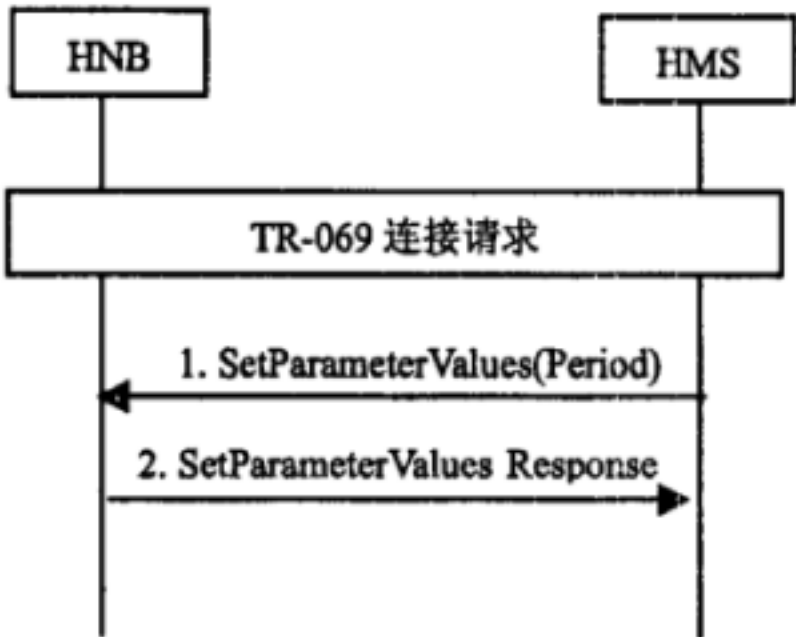 HNB
HMS
TR-069 连接请求
1. SetParameterValues(Period)
2. SetParameterValues Response